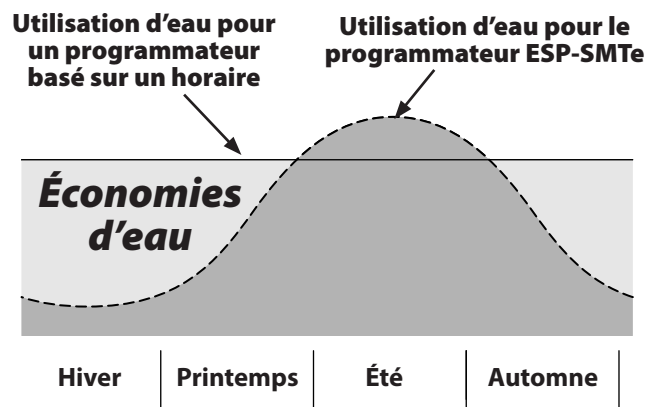 Utilisation d'eau pour
un programmateur
basé sur un horaire
Utilisation d'eau pour le
programmateur ESP-SMTe
Économies
d'eau
Hiver
Printemps
Été
Automne